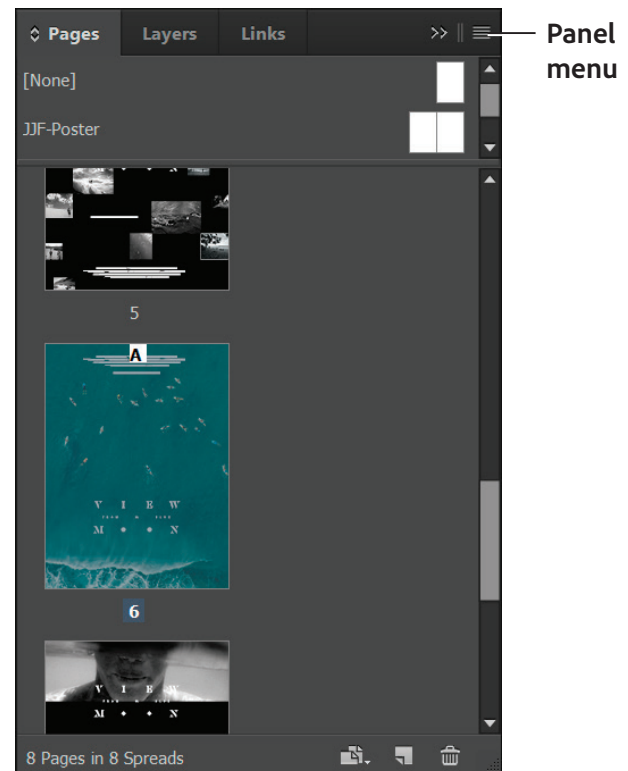 Pages Layers Links >>
Panel menu
[None]
JJF-Poster
5
A
V I E W
M • • N
6
V I E W
M • • N
8 Pages in 8 Spreads